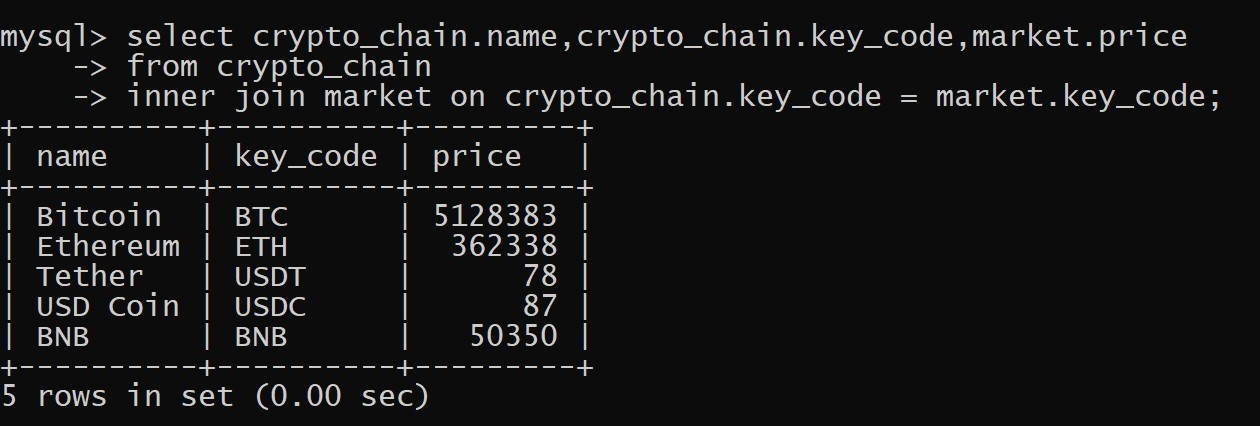 mysql> select crypto_chain.name,crypto_chain.key_code,market.price
    -> from crypto_chain
    -> inner join market on crypto_chain.key_code = market.key_code;
+----------+----------+---------+
| name     | key_code | price   |
+----------+----------+---------+
| Bitcoin  | BTC      | 5128383 |
| Ethereum | ETH      |  362338 |
| Tether   | USDT     |      78 |
| USD Coin | USDC     |      87 |
| BNB      | BNB      |   50350 |
+----------+----------+---------+
5 rows in set (0.00 sec)